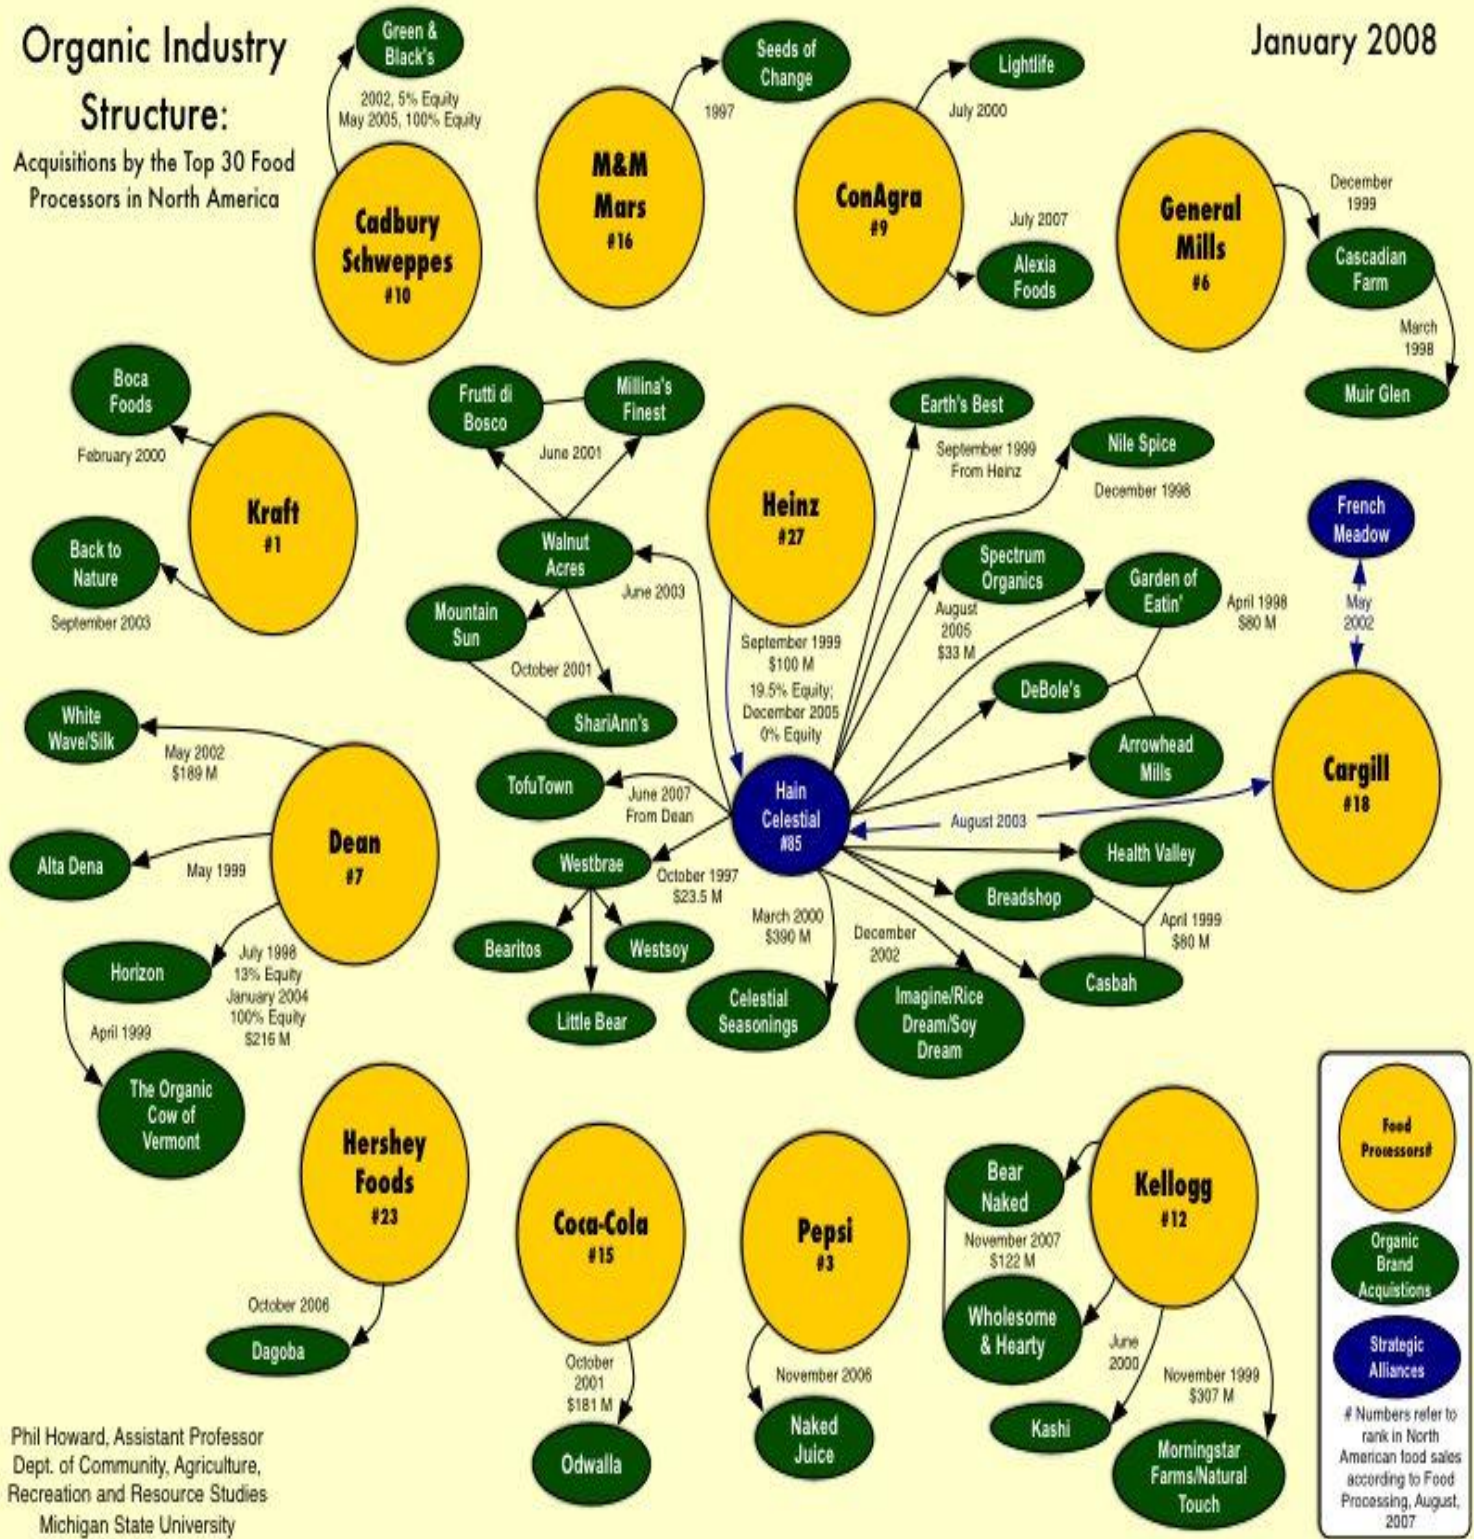 Organic Industry
Structure:
Acquisitions by the Top 30 Food
Processors in North America
January 2008
Green &
Black's
2002, 5% Equity
May 2005, 100% Equity
Cadbury
Schweppes
#10
Seeds of
Change
1997
M&M
Mars
#16
Lightlife
July 2000
ConAgra
#9
July 2007
Alexia
Foods
General
Mills
#6
December
1999
Cascadian
Farm
March
1998
Muir Glen
Boca
Foods
February 2000
Kraft
#1
Back to
Nature
September 2003
Frutti di
Bosco
Millina's
Finest
June 2001
Walnut
Acres
June 2003
Mountain
Sun
October 2001
ShariAnn's
Heinz
#27
September 1999
$100 M
19.5% Equity;
December 2005
0% Equity
Earth's Best
September 1999
From Heinz
Nile Spice
December 1998
Spectrum
Organics
August
2005
$33 M
Garden of
Eatin'
April 1998
$80 M
DeBole's
Arrowhead
Mills
French
Meadow
May
2002
Cargill
#18
August 2003
White
Wave/Silk
May 2002
$189 M
Dean
#7
Alta Dena
May 1999
Horizon
July 1998
13% Equity
January 2004
100% Equity
$216 M
April 1999
The Organic
Cow of
Vermont
TofuTown
June 2007
From Dean
Hain
Celestial
#85
Westbrae
October 1997
$23.5 M
Bearitos
Westsoy
Little Bear
March 2000
$390 M
Celestial
Seasonings
December
2002
Imagine/Rice
Dream/Soy
Dream
Health Valley
Breadshop
April 1999
$80 M
Casbah
Hershey
Foods
#23
October 2006
Dagoba
Coca-Cola
#15
October
2001
$181 M
Odwalla
Pepsi
#3
November 2006
Naked
Juice
Kellogg
#12
Bear
Naked
November 2007
$122 M
Wholesome
& Hearty
June
2000
Kashi
November 1999
$307 M
Morningstar
Farms/Natural
Touch
Food
Processors#
Organic
Brand
Acquistions
Strategic
Alliances
# Numbers refer to
rank in North
American food sales
according to Food
Processing, August,
2007
Phil Howard, Assistant Professor
Dept. of Community, Agriculture,
Recreation and Resource Studies
Michigan State University